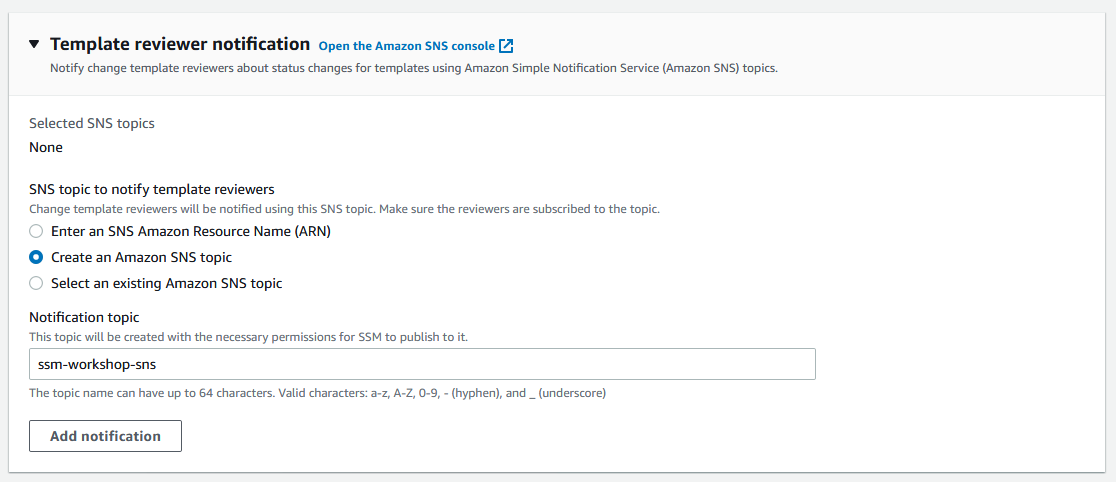 Template reviewer notification Open the Amazon SNS console
Notify change template reviewers about status changes for templates using Amazon Simple Notification Service (Amazon SNS) topics.
Selected SNS topics
None
SNS topic to notify template reviewers
Change template reviewers will be notified using this SNS topic. Make sure the reviewers are subscribed to the topic.
Enter an SNS Amazon Resource Name (ARN)
Create an Amazon SNS topic
Select an existing Amazon SNS topic
Notification topic
This topic will be created with the necessary permissions for SSM to publish to it.
ssm-workshop-sns
The topic name can have up to 64 characters. Valid characters: a-z, A-Z, 0-9, - (hyphen), and _ (underscore)
Add notification